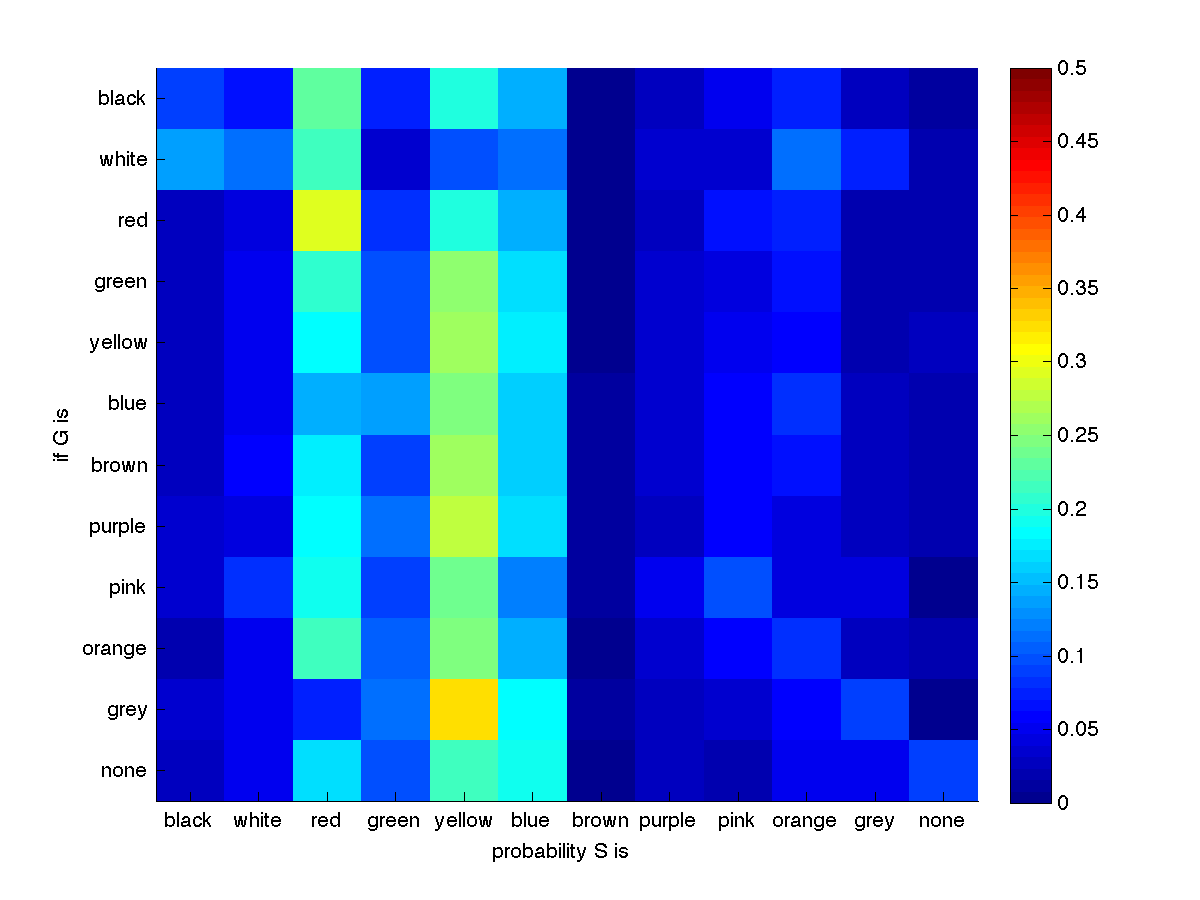 black
white
red
green
yellow
blue
brown
purple
pink
orange
grey
none
if G is
black white red green yellow blue brown purple pink orange grey none
probability S is
0.5
0.45
0.4
0.35
0.3
0.25
0.2
0.15
0.1
0.05
0